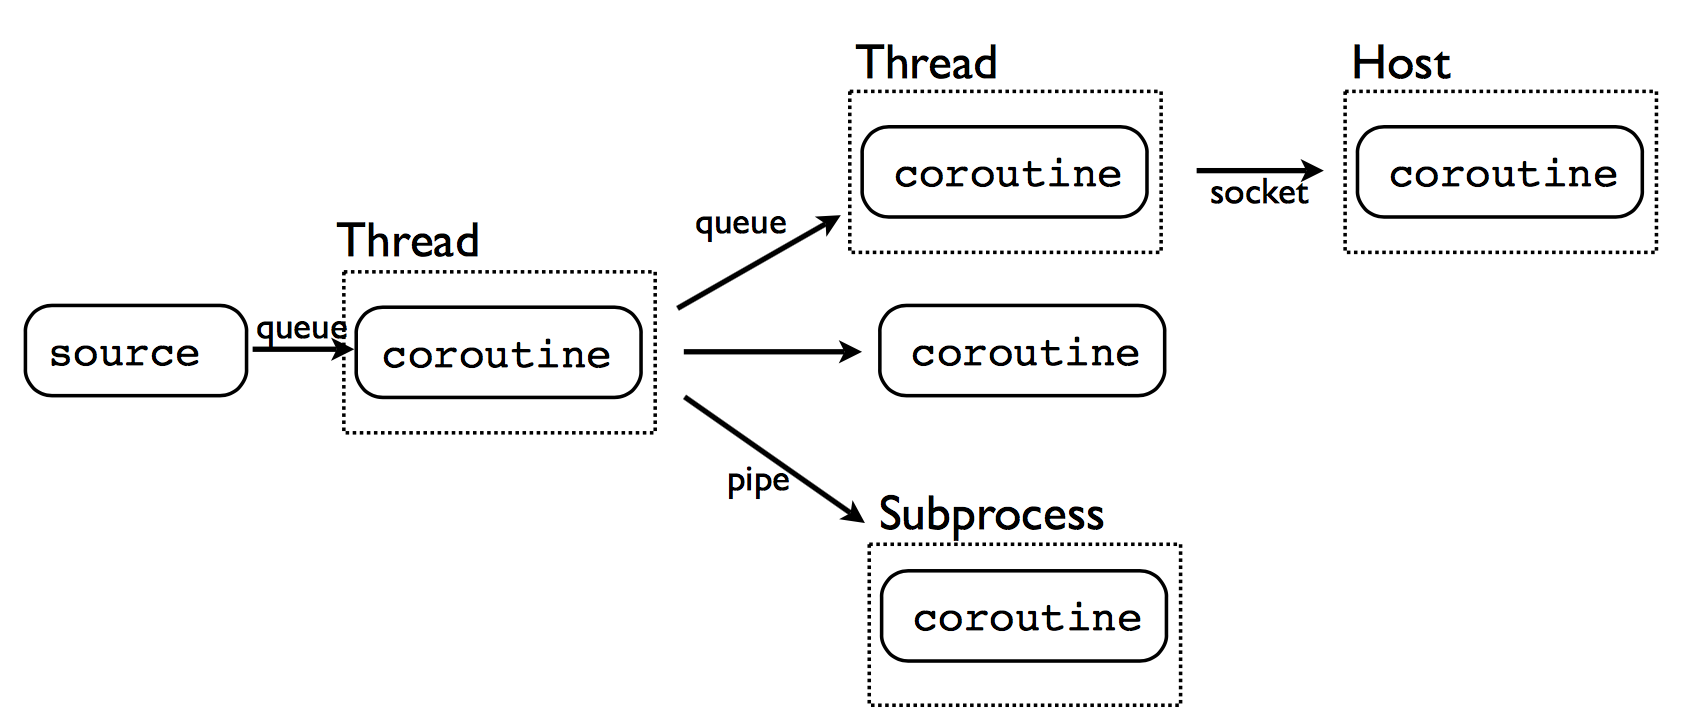 Thread
Host
coroutine
coroutine
socket
queue
Thread
queue
source
coroutine
coroutine
pipe
Subprocess
coroutine